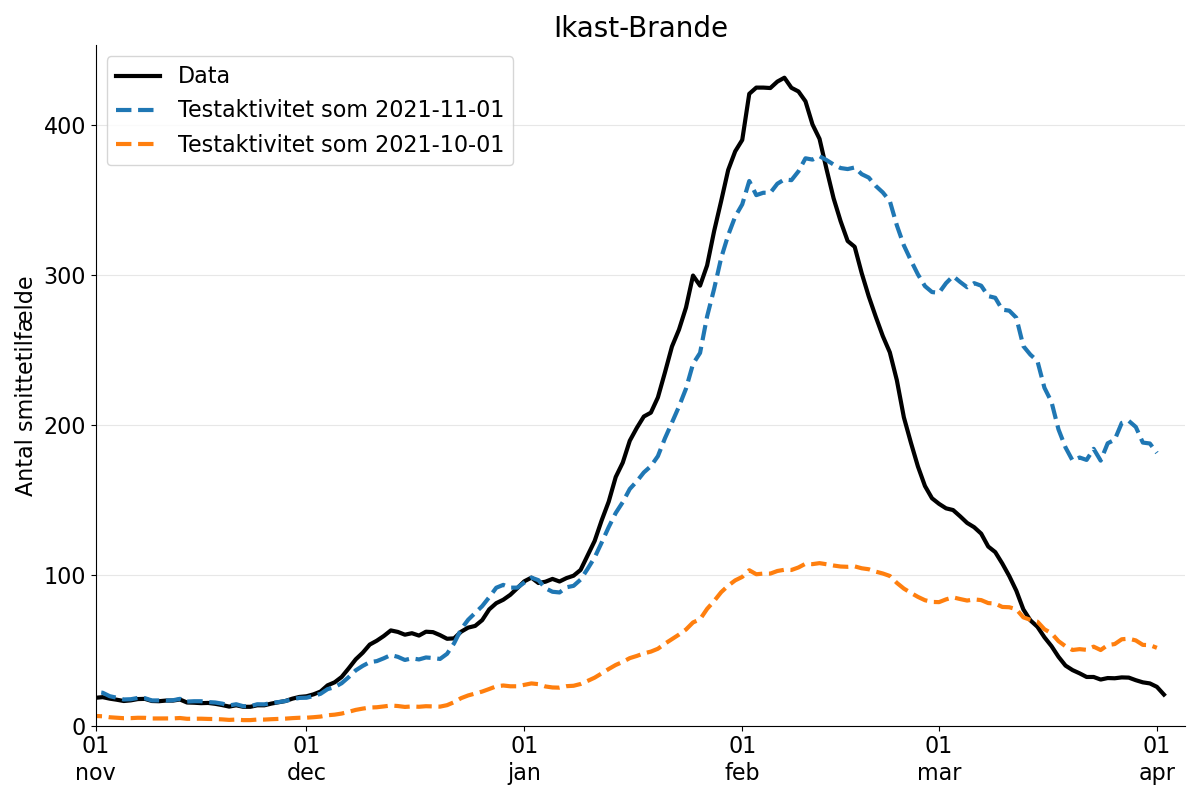 Ikast-Brande
Data
Testaktivitet som 2021-11-01
Testaktivitet som 2021-10-01
Antal smittetilfælde
400
300
200
100
0
01 01 01 01 01 01
nov dec jan feb mar apr